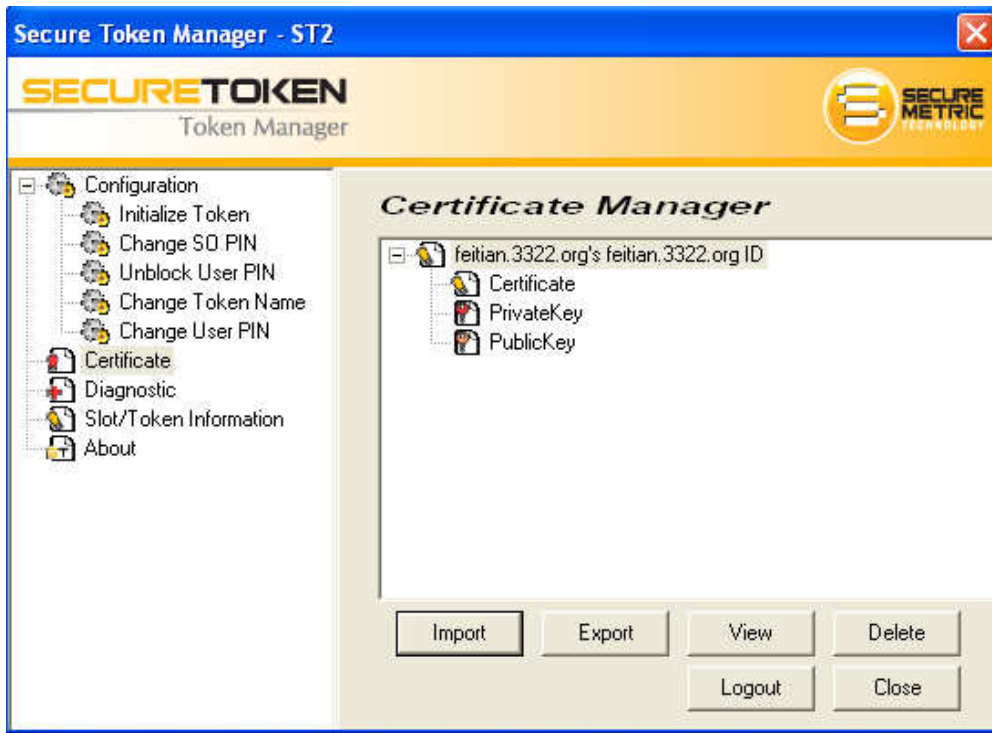 Secure Token Manager - ST2
SECURETOKEN
Token Manager
SECURE
METRIC
TECHNOLOGY
Configuration
Initialize Token
Change SO PIN
Unblock User PIN
Change Token Name
Change User PIN
Certificate
Diagnostic
Slot/Token Information
About
Certificate Manager
feitian.3322.org's feitian.3322.org ID
Certificate
PrivateKey
PublicKey
Import Export View Delete
Logout Close